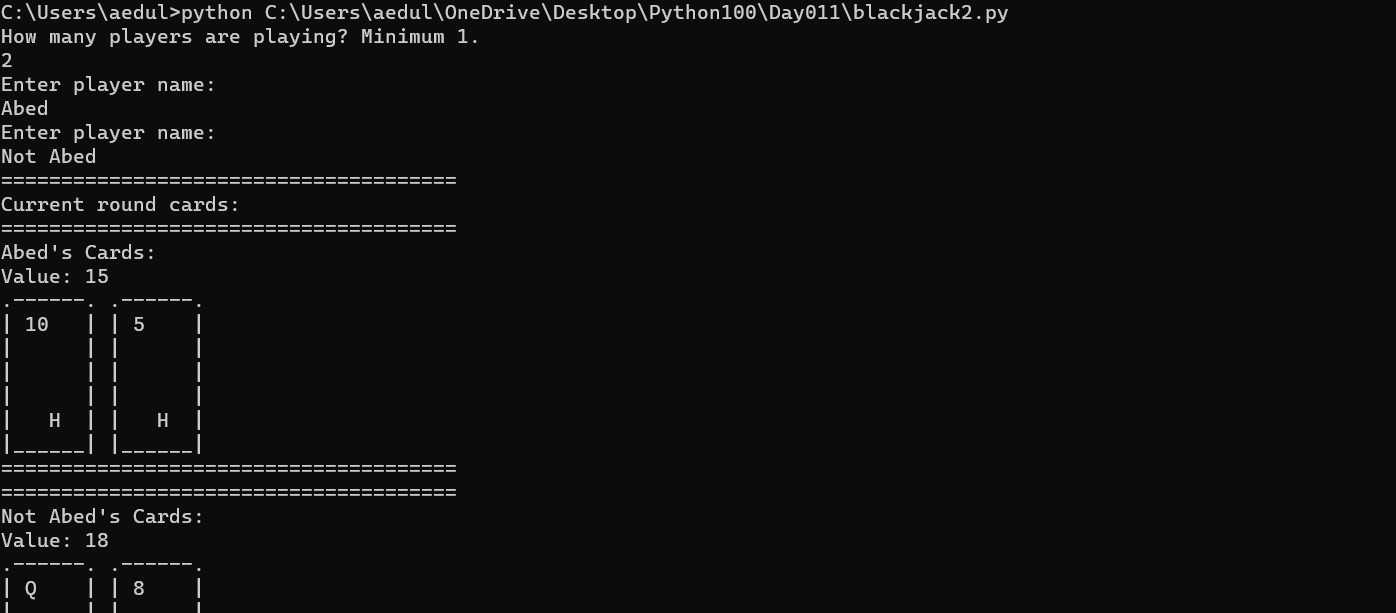 C:\Users\aedul>python C:\Users\aedul\OneDrive\Desktop\Python100\Day011\blackjack2.py
How many players are playing? Minimum 1.
2
Enter player name:
Abed
Enter player name:
Not Abed
======================================
Current round cards:
======================================
Abed's Cards:
Value: 15
.------. .------.
| 10   | | 5    |
|      | |      |
|      | |      |
|      | |      |
|   H  | |   H  |
|______| |______|
======================================
======================================
Not Abed's Cards:
Value: 18
.------. .------.
| Q    | | 8    |
|      | |      |